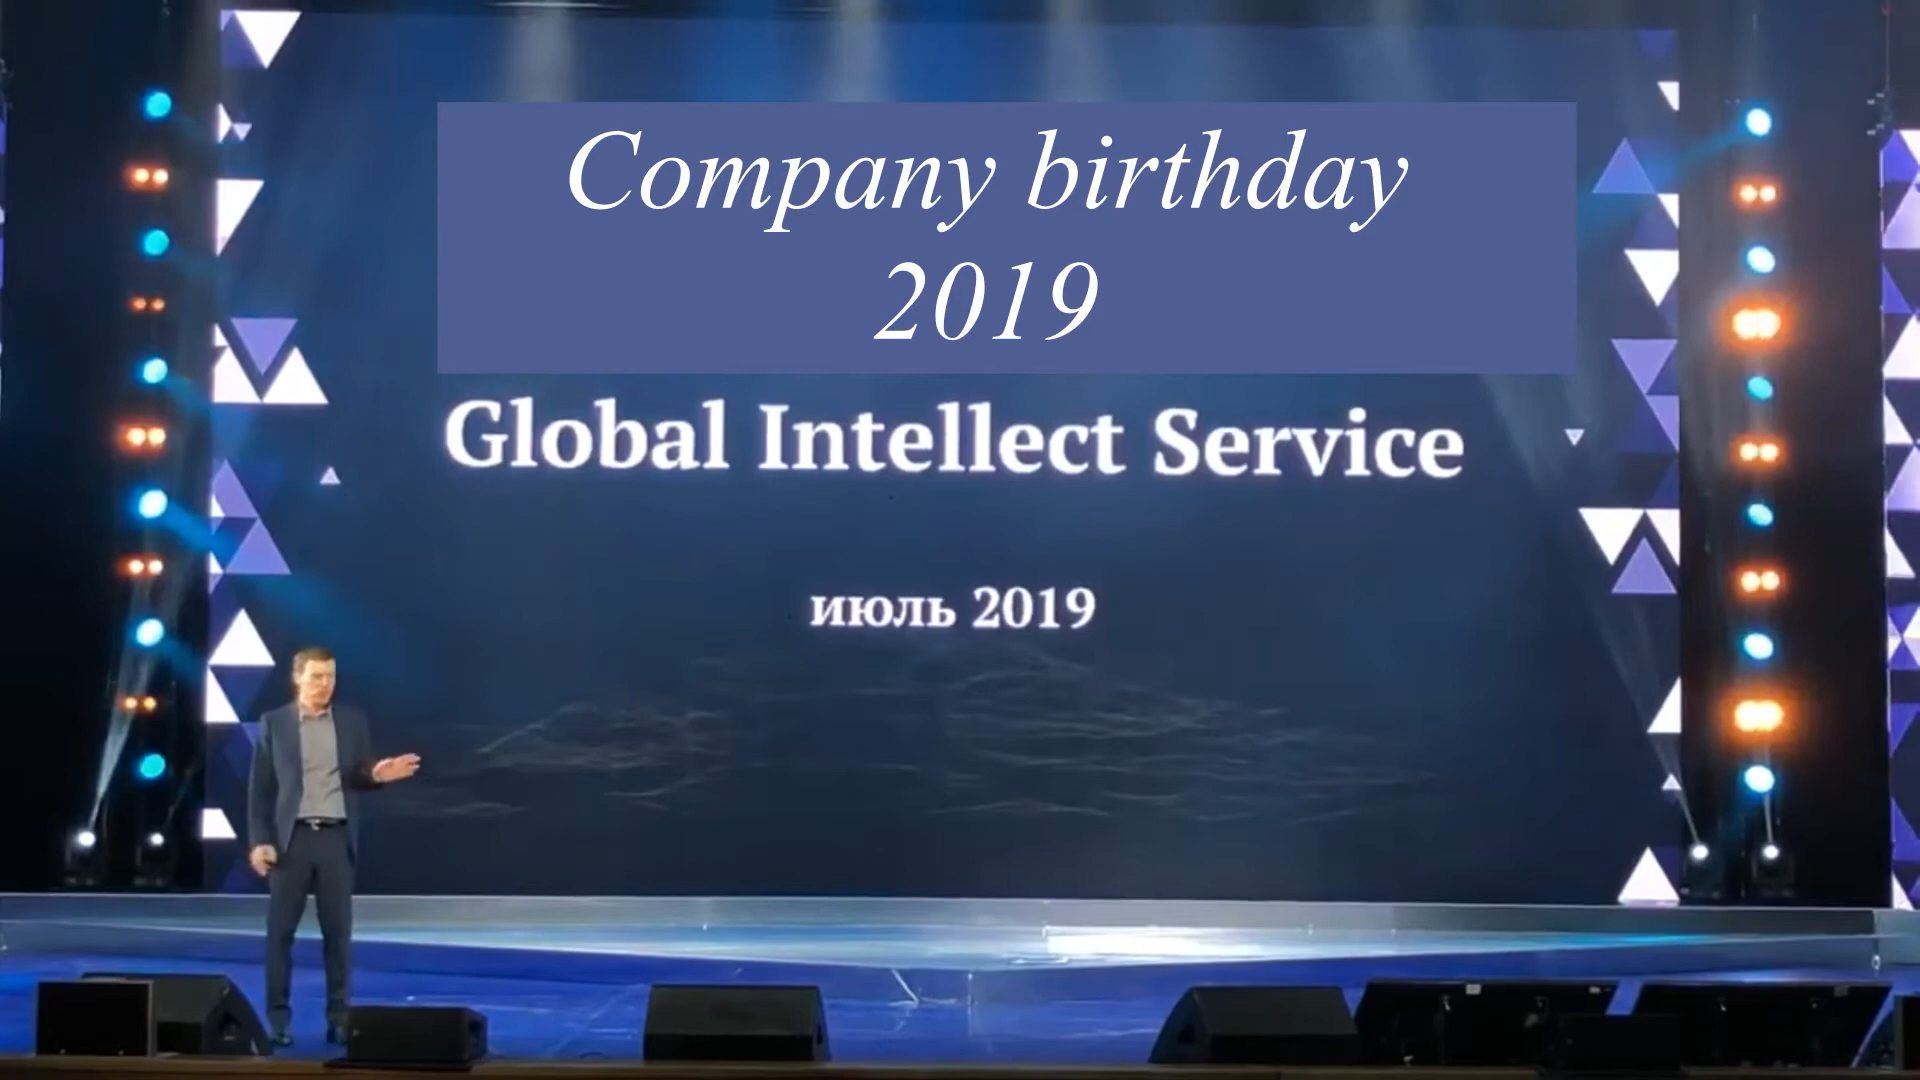 Company birthday
2019
Global Intellect Service
июль 2019